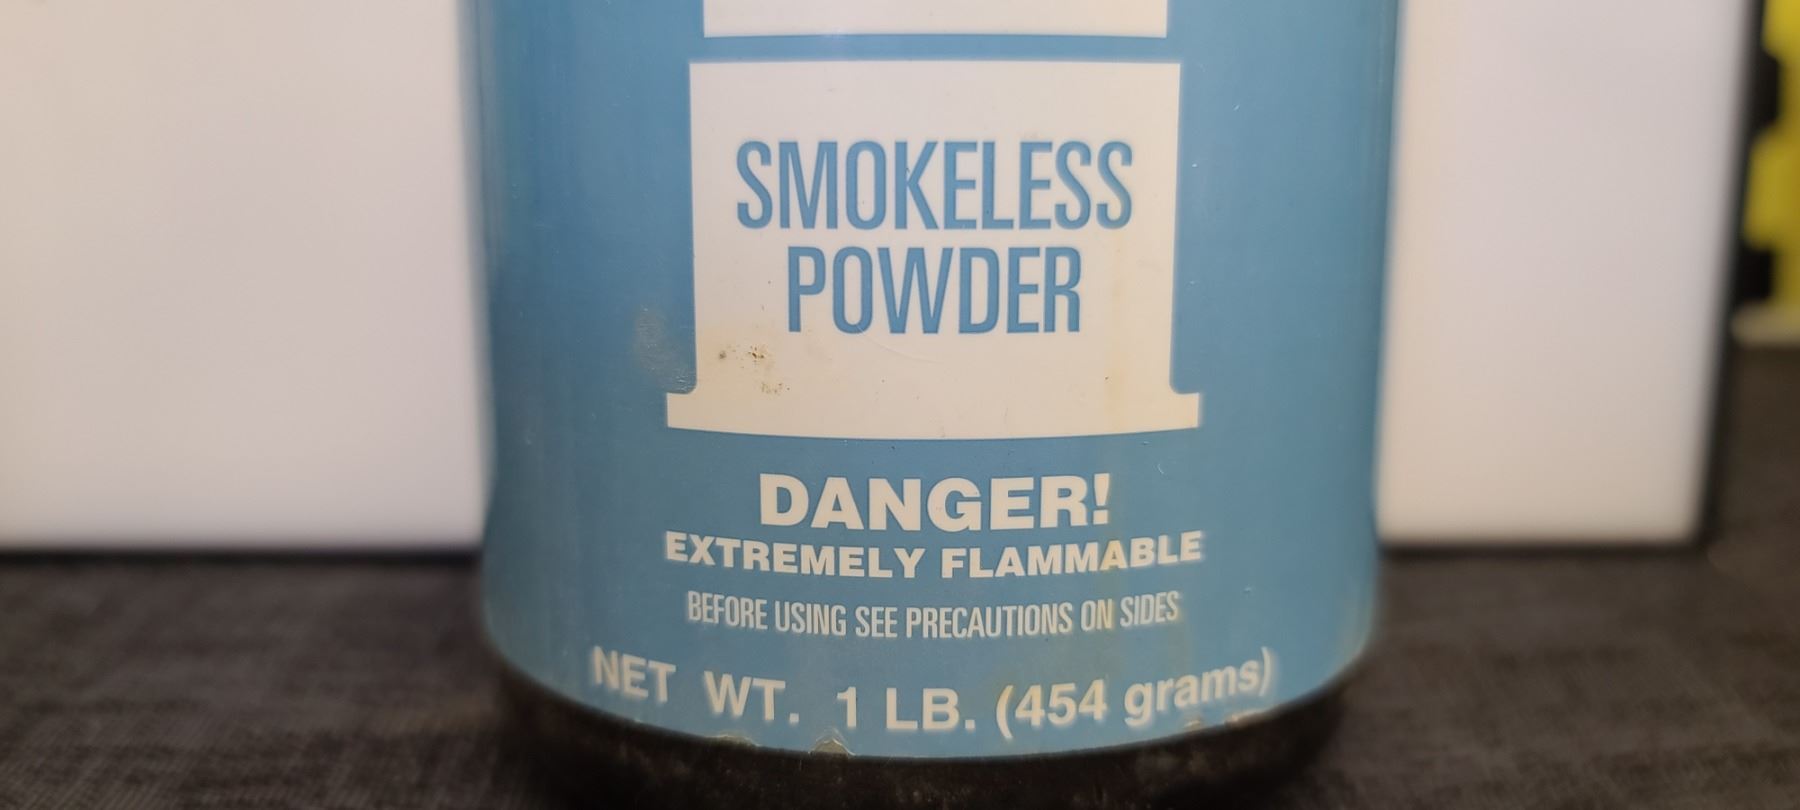 SMOKELESS
POWDER
DANGER!
EXTREMELY FLAMMABLE
BEFORE USING SEE PRECAUTIONS ON SIDES
NET WT. 1 LB. (454 grams)